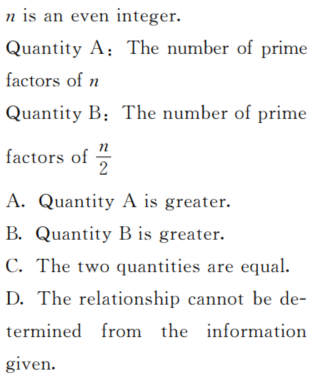 n is an even integer.
Quantity A: The number of prime
factors of n
Quantity B: The number of prime
factors of n/2
A. Quantity A is greater.
B. Quantity B is greater.
C. The two quantities are equal.
D. The relationship cannot be de-
termined from the information
given.